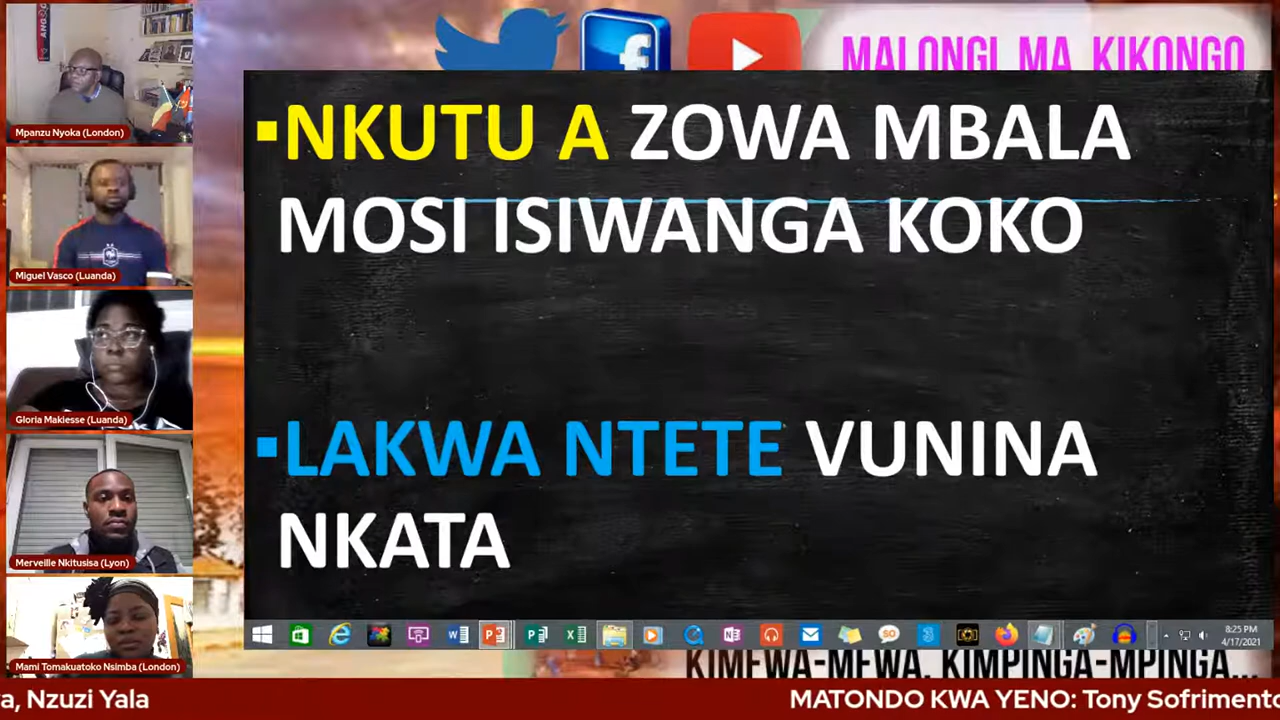 MALONGI MA KIKONGO
▪NKUTU A ZOWA MBALA
MOSI ISIWANGA KOKO
▪LAKWA NTETE VUNINA
NKATA
Mpanzu Nyoka (London)
Miguel Vasco (Luanda)
Gloria Makiesse (Luanda)
Merveille Nkitusisa (Lyon)
Mami Tomakuatoko Nsimba (London)
8:25 PM
4/17/2021
KIMFWA-MFWA, KIMPINGA-MPINGA...
Nzuzi Yala
MATONDO KWA YENO: Tony Sofrimento